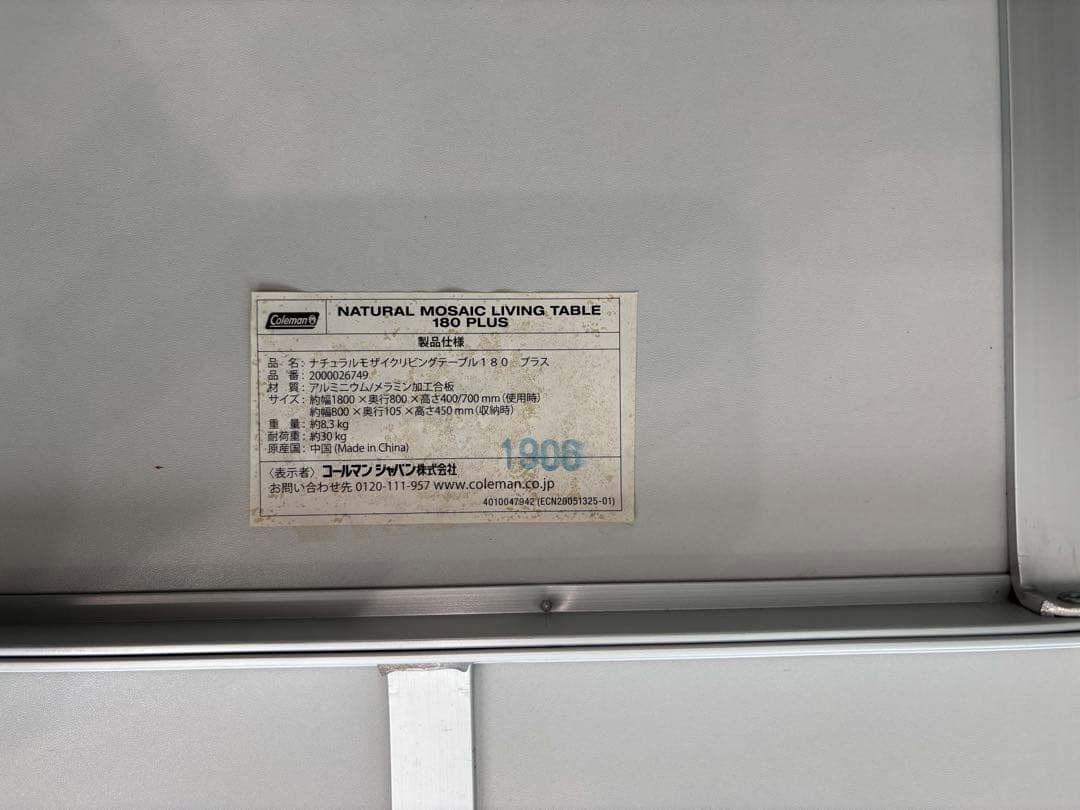 Coleman
NATURAL MOSAIC LIVING TABLE
180 PLUS
製品仕様
品 名：ナチュラルモザイクリビングテーブル１８０　プラス
品 番：2000026749
材 質：アルミニウム/メラミン加工合板
サイズ：約幅1800×奥行800×高さ400/700mm（使用時）
約幅800×奥行105×高さ450mm（収納時）
重 量：約8.3kg
耐荷重：約30kg
原産国：中国（Made in China）
1906
〈表示者〉コールマン ジャパン株式会社
お問い合わせ先 0120-111-957 www.coleman.co.jp
4010047942 (ECN20051325-01)